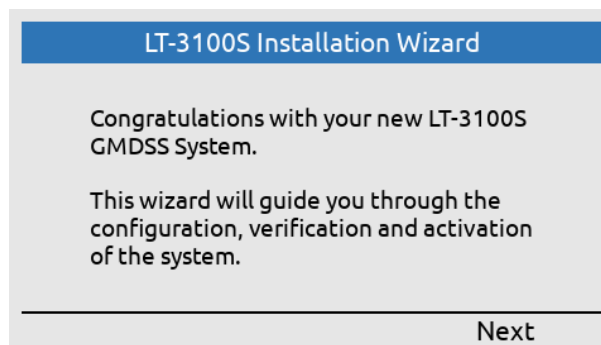 LT-3100S Installation Wizard
Congratulations with your new LT-3100S
GMDSS System.
This wizard will guide you through the
configuration, verification and activation
of the system.
Next